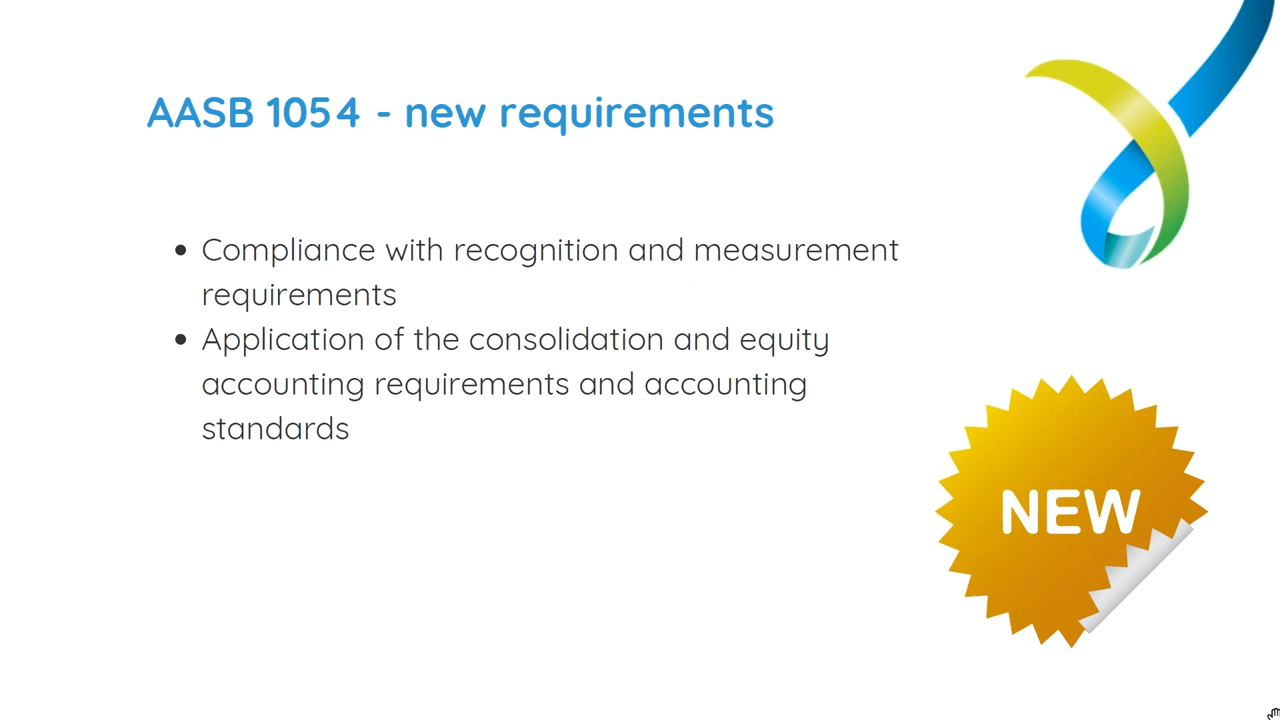 AASB 1054 - new requirements
• Compliance with recognition and measurement
requirements
• Application of the consolidation and equity
accounting requirements and accounting
standards
NEW